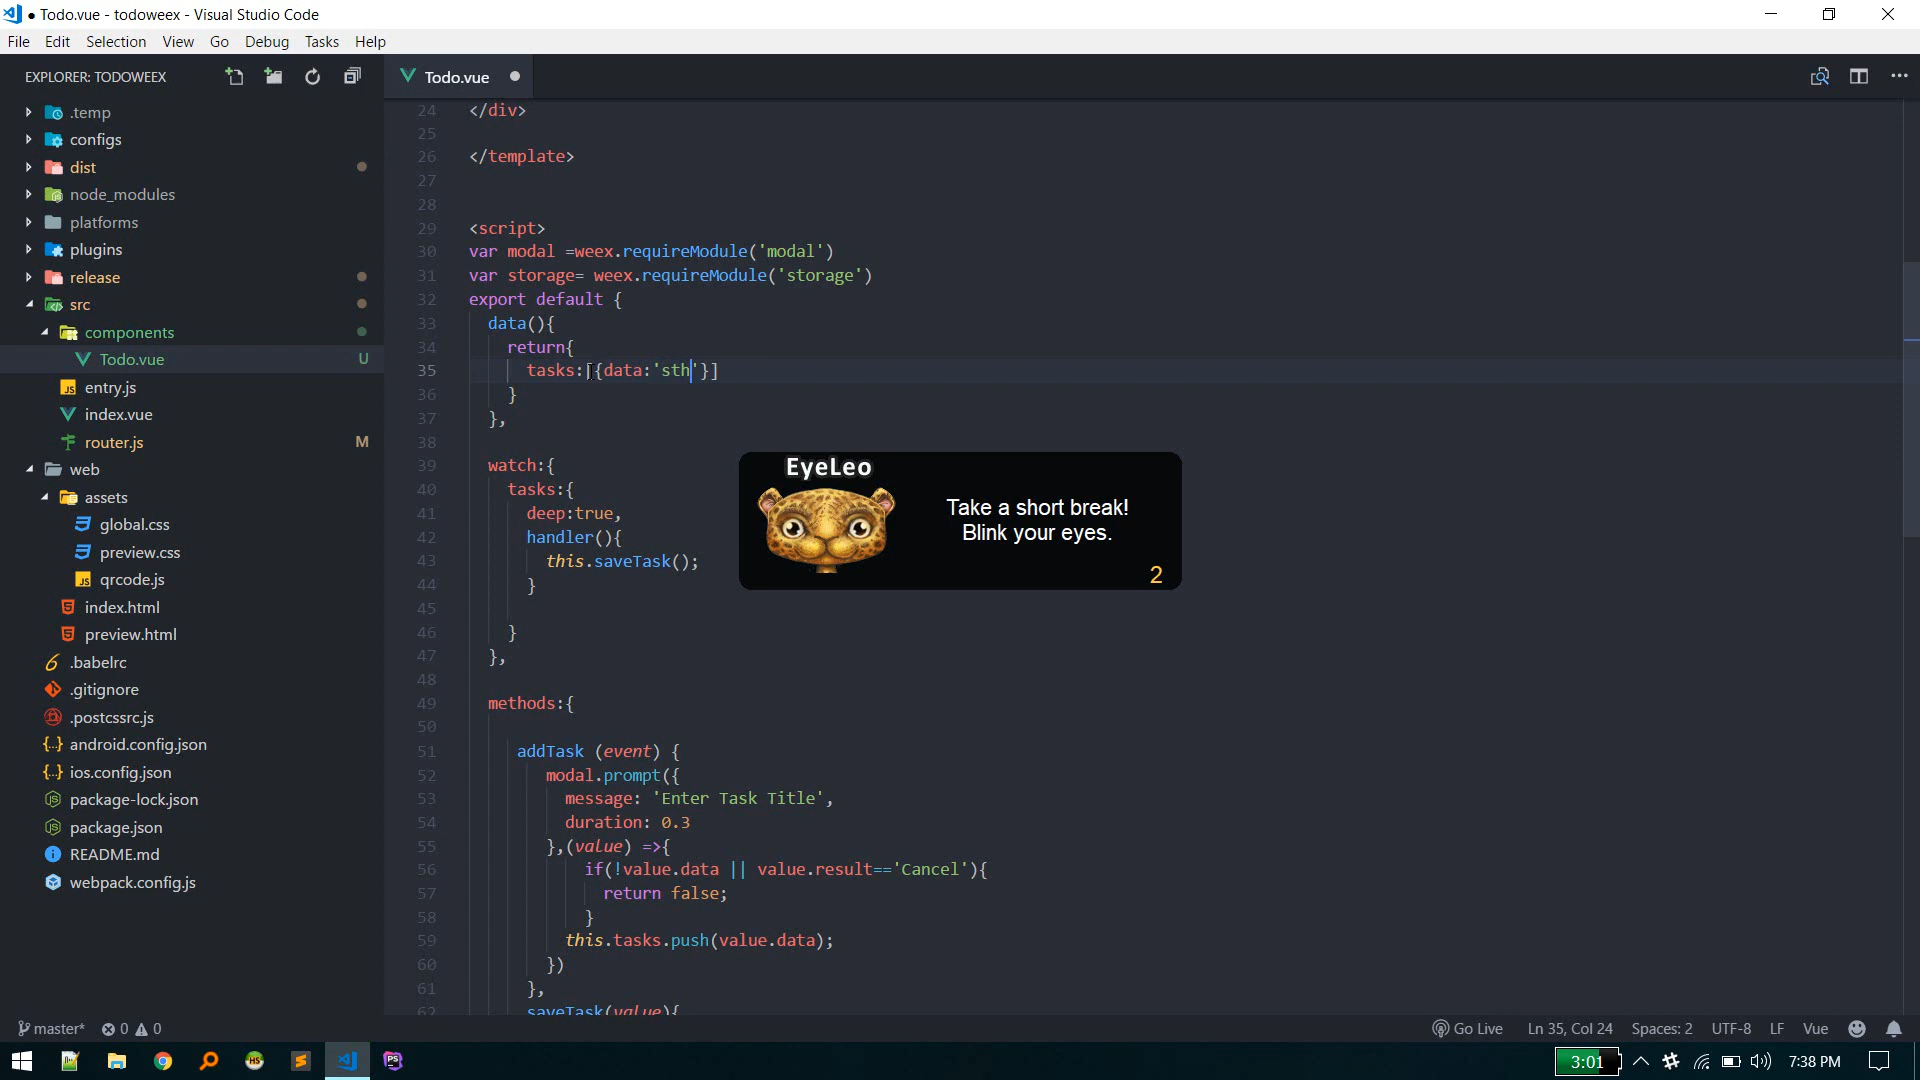 Todo.vue - todoweex - Visual Studio Code
File Edit Selection View Go Debug Tasks Help
EXPLORER: TODOWEEX
.temp
configs
dist
node_modules
platforms
plugins
release
src
components
Todo.vue U
entry.js
index.vue
router.js M
web
assets
global.css
preview.css
qrcode.js
index.html
preview.html
.babelrc
.gitignore
.postcssrc.js
android.config.json
ios.config.json
package-lock.json
package.json
README.md
webpack.config.js
Todo.vue
24 </div>
25
26 </template>
27
28
29 <script>
30 var modal =weex.requireModule('modal')
31 var storage= weex.requireModule('storage')
32 export default {
33 data(){
34 return{
35 tasks:[{data:'sth'}]
36 }
37 },
38
39 watch:{
40 tasks:{
41 deep:true,
42 handler(){
43 this.saveTask();
44 }
45
46 }
47 },
48
49 methods:{
50
51 addTask (event) {
52 modal.prompt({
53 message: 'Enter Task Title',
54 duration: 0.3
55 },(value) =>{
56 if(!value.data || value.result=='Cancel'){
57 return false;
58 }
59 this.tasks.push(value.data);
60 })
61 },
62 saveTask(value){
EyeLeo
Take a short break!
Blink your eyes.
2
master* 0 0
Go Live Ln 35, Col 24 Spaces: 2 UTF-8 LF Vue
HS
PS
3:01
7:38 PM